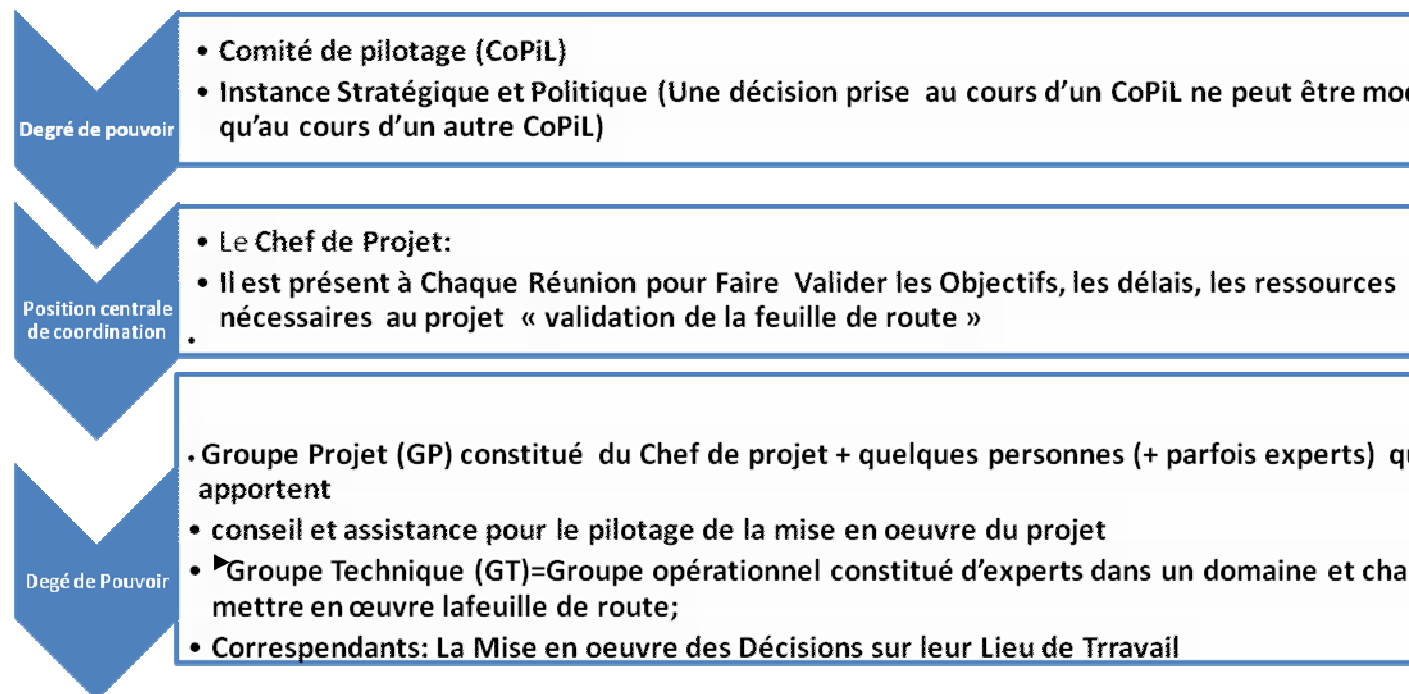 Degré de pouvoir
• Comité de pilotage (CoPiL)
• Instance Stratégique et Politique (Une décision prise au cours d'un CoPiL ne peut être
qu'au cours d'un autre CoPiL)
Position centrale
de coordination
• Le Chef de Projet:
• Il est présent à Chaque Réunion pour Faire Valider les Objectifs, les délais, les ressources
nécessaires au projet « validation de la feuille de route »
•
Degé de Pouvoir
• Groupe Projet (GP) constitué du Chef de projet + quelques personnes (+ parfois experts)
apportent
• conseil et assistance pour le pilotage de la mise en oeuvre du projet
• ►Groupe Technique (GT)=Groupe opérationnel constitué d'experts dans un domaine et
mettre en œuvre lafeuille de route;
• Correspendants: La Mise en oeuvre des Décisions sur leur Lieu de Trravail